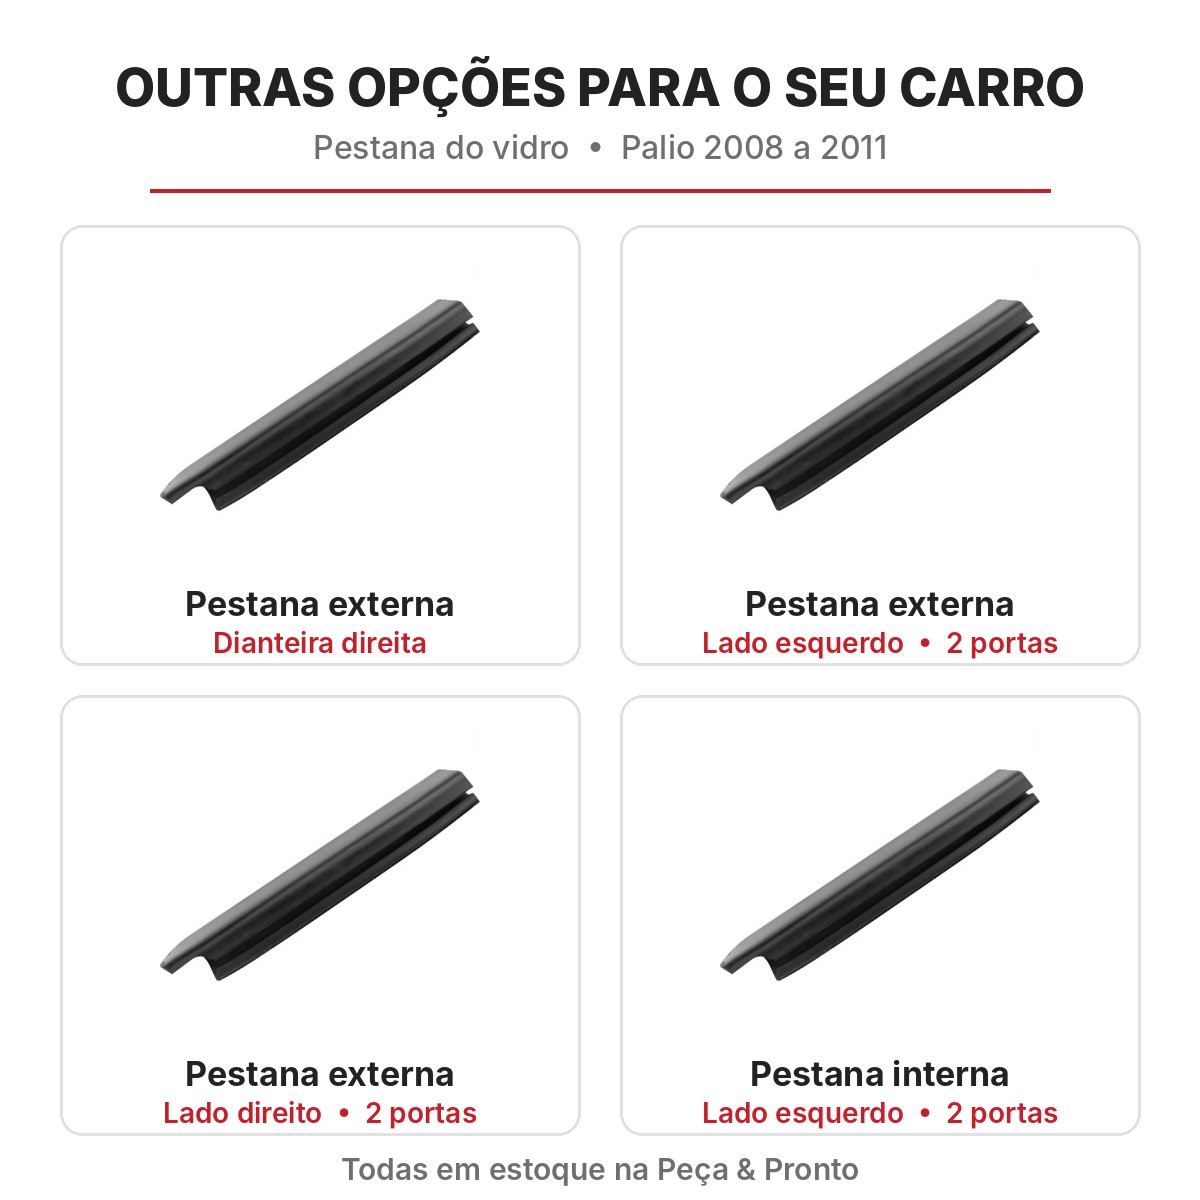 OUTRAS OPÇÕES PARA O SEU CARRO
Pestana do vidro • Palio 2008 a 2011
Pestana externa
Dianteira direita
Pestana externa
Lado esquerdo • 2 portas
Pestana externa
Lado direito • 2 portas
Pestana interna
Lado esquerdo • 2 portas
Todas em estoque na Peça & Pronto